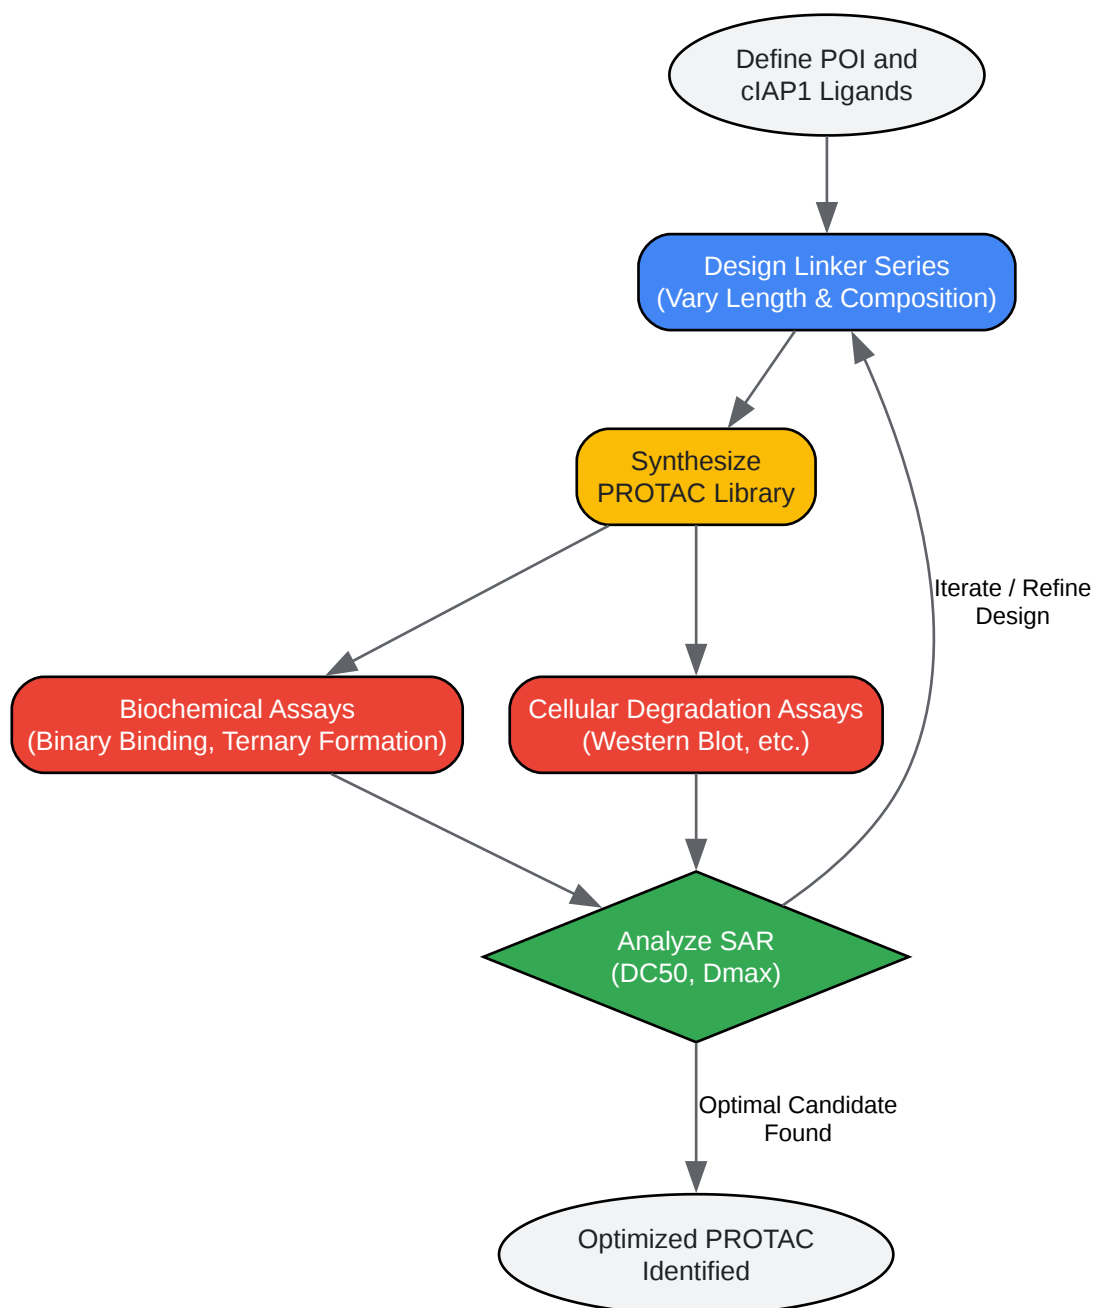 Define POI and
cIAP1 Ligands
Design Linker Series
(Vary Length & Composition)
Synthesize
PROTAC Library
Iterate / Refine
Design
Biochemical Assays
(Binary Binding, Ternary Formation)
Cellular Degradation Assays
(Western Blot, etc.)
Analyze SAR
(DC50, Dmax)
Optimal Candidate
Found
Optimized PROTAC
Identified